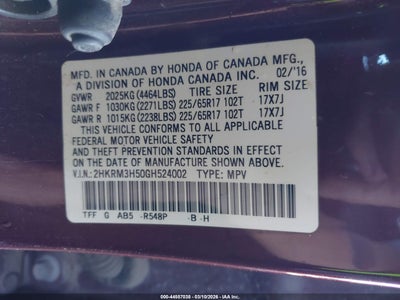 MFD. IN CANADA BY HONDA OF CANADA MFG.,
A DIVISION OF HONDA CANADA INC. 02/'16
GVWR 2025KG (4464LBS) TIRE SIZE RIM SIZE
GAWR F 1030KG (2271LBS) 225/65R17 102T 17X7J
GAWR R 1015KG (2238LBS) 225/65R17 102T 17X7J
THIS VEHICLE CONFORMS TO ALL APPLICABLE
FEDERAL MOTOR VEHICLE SAFETY
AND THEFT PREVENTION STANDARDS IN EFFECT ON
THE DATE OF MANUFACTURE SHOWN ABOVE.
V.I.N.: 2HKRM3H50GH524002 TYPE: MPV
TFF G AB5 -R548P -B-H
000-44557038 - 03/10/2026 - IAAI.COM